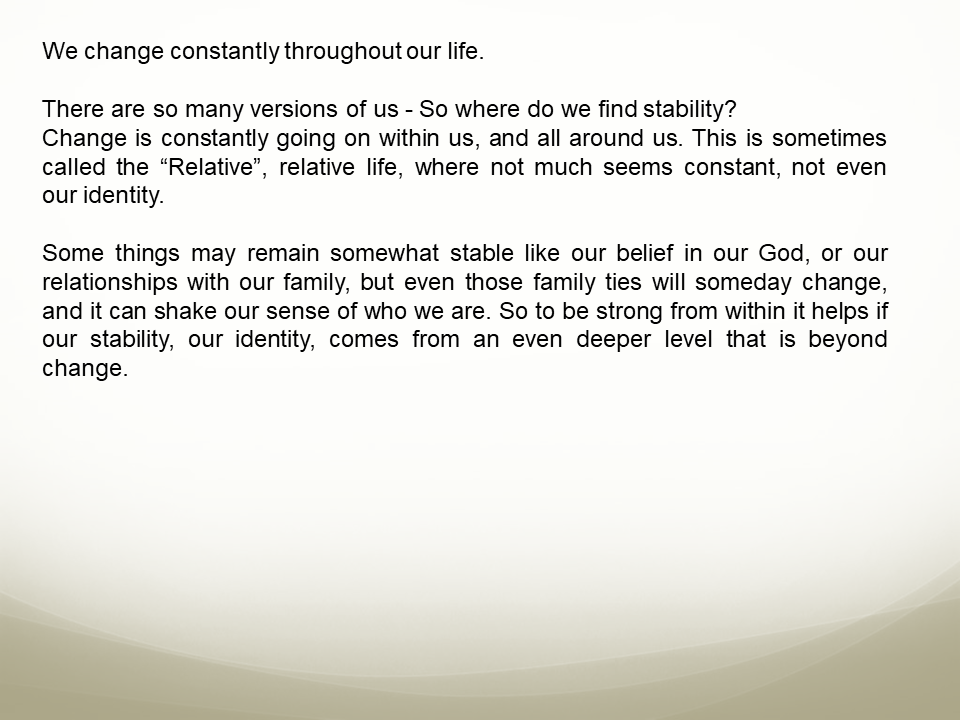 We change constantly throughout our life.
There are so many versions of us - So where do we find stability?
Change is constantly going on within us, and all around us. This is sometimes
called the “Relative”, relative life, where not much seems constant, not even
our identity.
Some things may remain somewhat stable like our belief in our God, or our
relationships with our family, but even those family ties will someday change,
and it can shake our sense of who we are. So to be strong from within it helps if
our stability, our identity, comes from an even deeper level that is beyond
change.